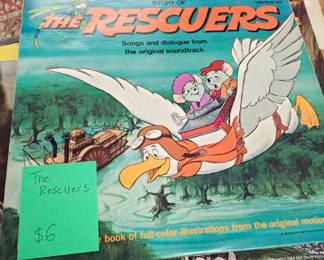 STORY OF
THE RESCUERS
Songs and dialogue from
the original soundtrack
The
Rescuers
$6
book of full-color illustrations from the original motion